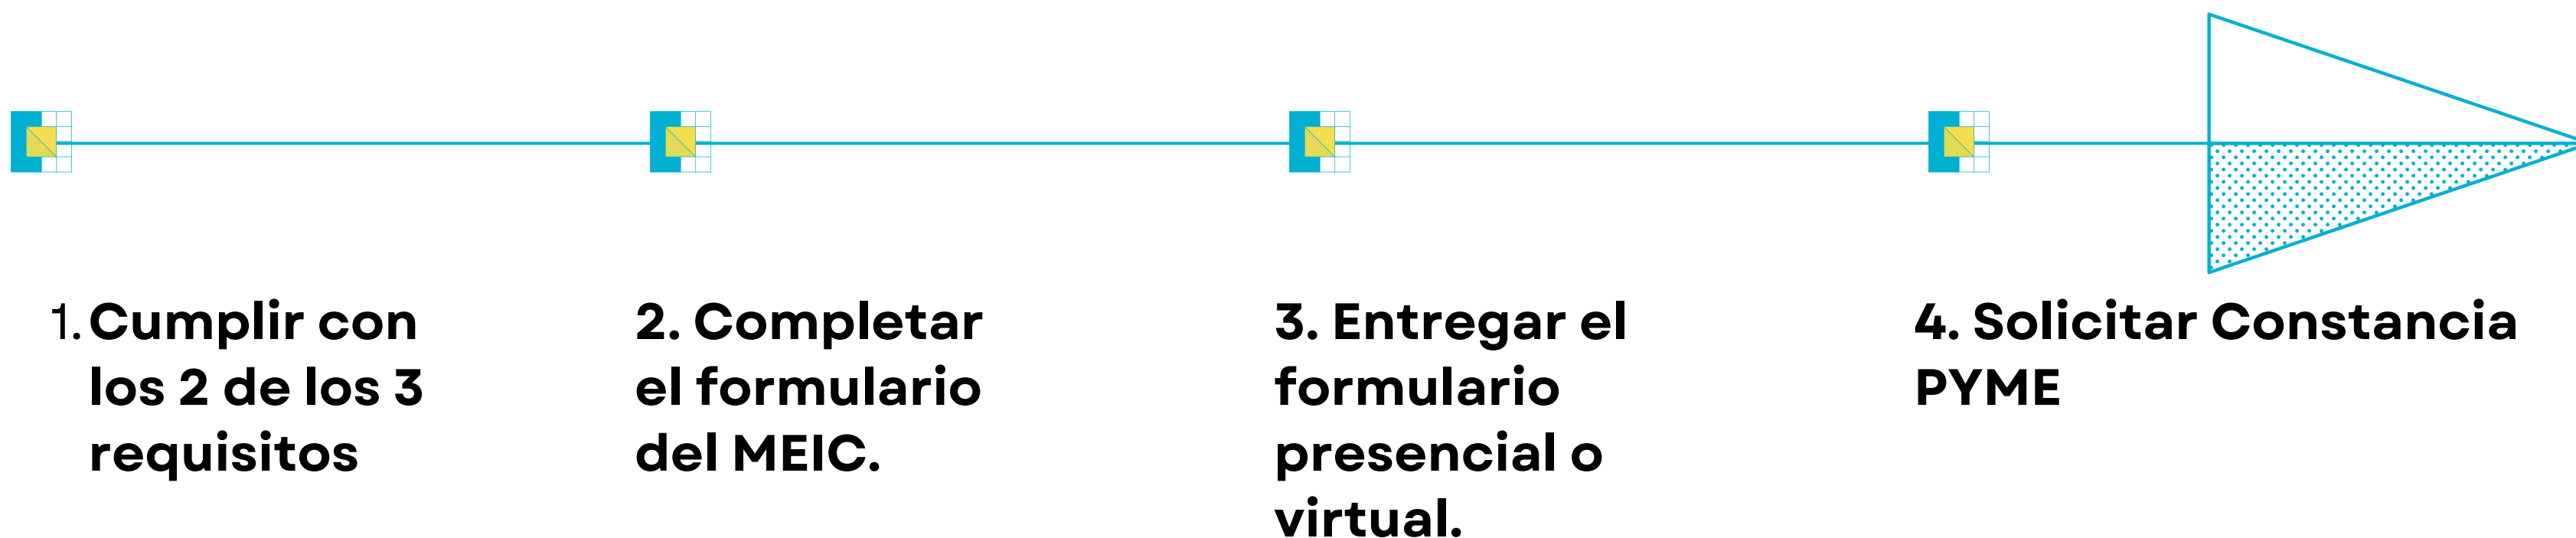 1. Cumplir con
los 2 de los 3
requisitos
2. Completar
el formulario
del MEIC.
3. Entregar el
formulario
presencial o
virtual.
4. Solicitar Constancia
PYME